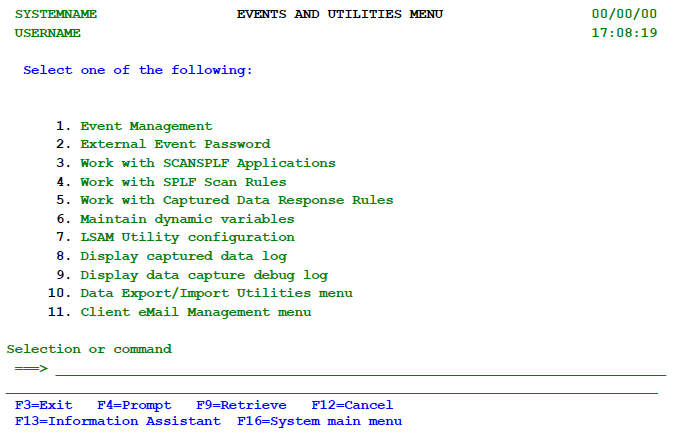 SYSTEMNAME EVENTS AND UTILITIES MENU 00/00/00
USERNAME 17:08:19
Select one of the following:
1. Event Management
2. External Event Password
3. Work with SCANSPLF Applications
4. Work with SPLF Scan Rules
5. Work with Captured Data Response Rules
6. Maintain dynamic variables
7. LSAM Utility configuration
8. Display captured data log
9. Display data capture debug log
10. Data Export/Import Utilities menu
11. Client eMail Management menu
Selection or command
===>
F3=Exit F4=Prompt F9=Retrieve F12=Cancel
F13=Information Assistant F16=System main menu